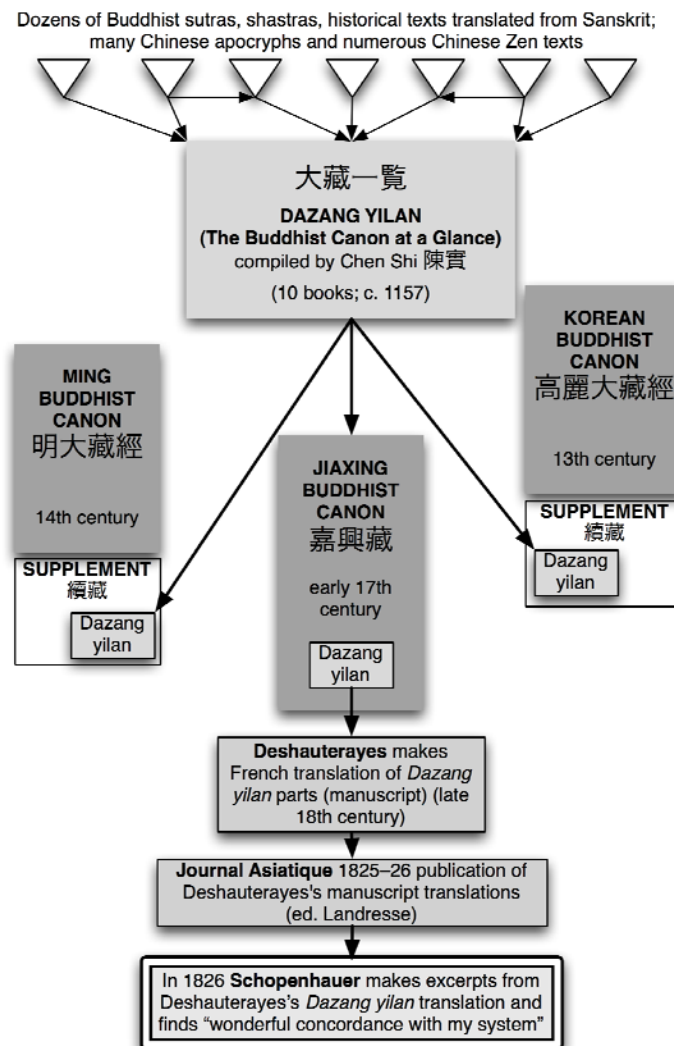 Dozens of Buddhist sutras, shastras, historical texts translated from Sanskrit;
many Chinese apocryphs and numerous Chinese Zen texts
大藏一覽
DAZANG YILAN
(The Buddhist Canon at a Glance)
compiled by Chen Shi 陳實
(10 books; c. 1157)
MING
BUDDHIST
CANON
明大藏經
14th century
SUPPLEMENT
續藏
Dazang
yilan
JIAXING
BUDDHIST
CANON
嘉興藏
early 17th
century
Dazang
yilan
KOREAN
BUDDHIST
CANON
高麗大藏經
13th century
SUPPLEMENT
續藏
Dazang
yilan
Deshauterayes makes
French translation of Dazang
yilan parts (manuscript) (late
18th century)
Journal Asiatique 1825–26 publication of
Deshauterayes's manuscript translations
(ed. Landresse)
In 1826 Schopenhauer makes excerpts from
Deshauterayes's Dazang yilan translation and
finds “wonderful concordance with my system”